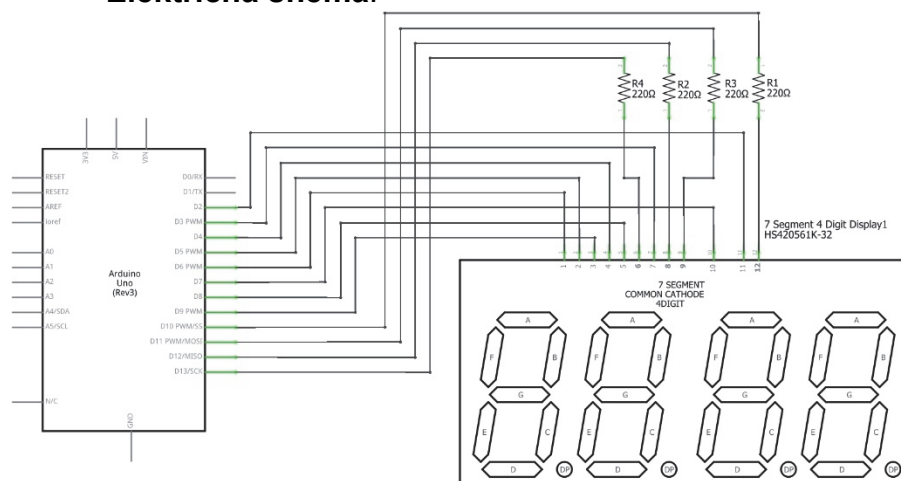 Električna shema:
R4
220Ω
R2
220Ω
R3
220Ω
R1
220Ω
3V3
5V
VIN
RESET
RESET2
AREF
ioref
A0
A1
A2
A3
A4/SDA
A5/SCL
N/C
Arduino
Uno
(Rev3)
D0/RX
D1/TX
D2
D3 PWM
D4
D5 PWM
D6 PWM
D7
D8
D9 PWM
D10 PWM/SS
D11 PWM/MOSI
D12/MISO
D13/SCK
GND
7 Segment 4 Digit Display1
HS420561K-32
1 2 3 4 5 6 7 8 9 10 11 12
7 SEGMENT
COMMON CATHODE
4DIGIT
A A A A
F B F B F B F B
G G G G
E C E C E C E C
D DP D DP D DP D DP